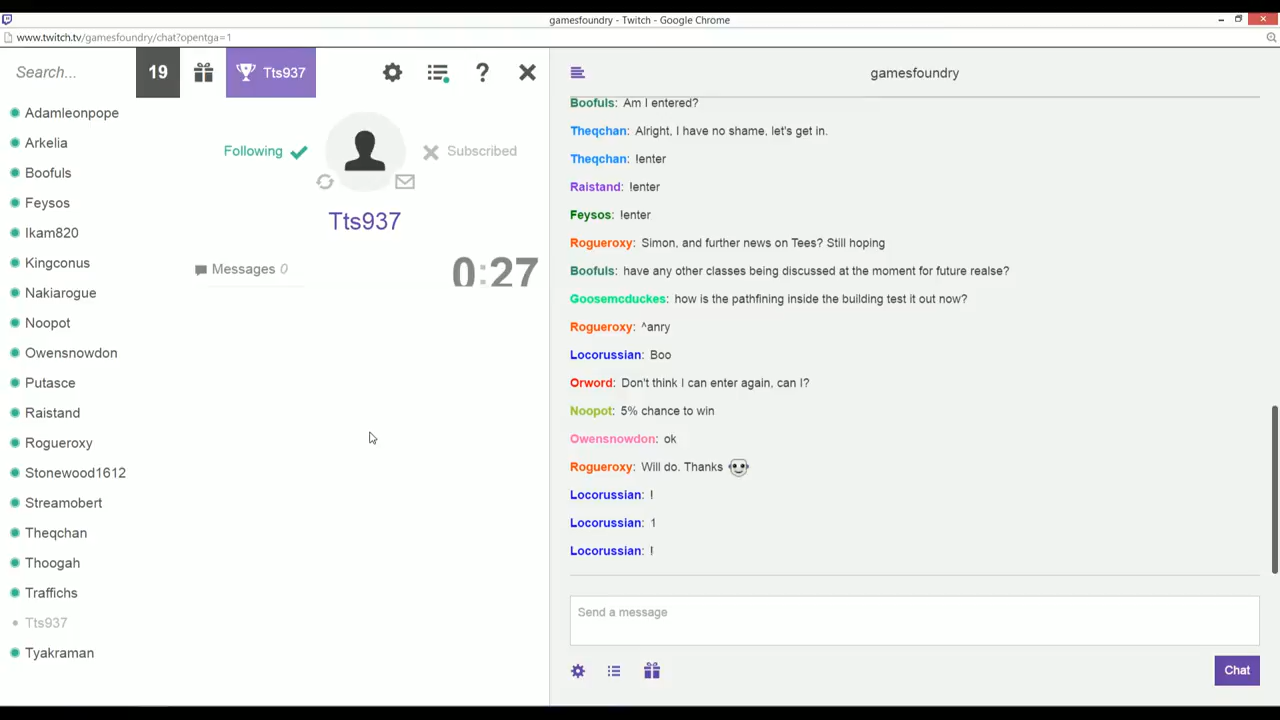 gamesfoundry - Twitch - Google Chrome
www.twitch.tv/gamesfoundry/chat?opentga=1
Search...
19
Tts937
?
Adamleonpope
Arkelia
Boofuls
Feysos
Ikam820
Kingconus
Nakiarogue
Noopot
Owensnowdon
Putasce
Raistand
Rogueroxy
Stonewood1612
Streamobert
Theqchan
Thoogah
Traffichs
Tts937
Tyakraman
Following
Subscribed
Tts937
Messages 0
0:27
gamesfoundry
Boofuls: Am I entered?
Theqchan: Alright, I have no shame, let's get in.
Theqchan: !enter
Raistand: !enter
Feysos: !enter
Rogueroxy: Simon, and further news on Tees? Still hoping
Boofuls: have any other classes being discussed at the moment for future realse?
Goosemcduckes: how is the pathfining inside the building test it out now?
Rogueroxy: ^anry
Locorussian: Boo
Orword: Don't think I can enter again, can I?
Noopot: 5% chance to win
Owensnowdon: ok
Rogueroxy: Will do. Thanks
Locorussian: !
Locorussian: 1
Locorussian: !
Send a message
Chat